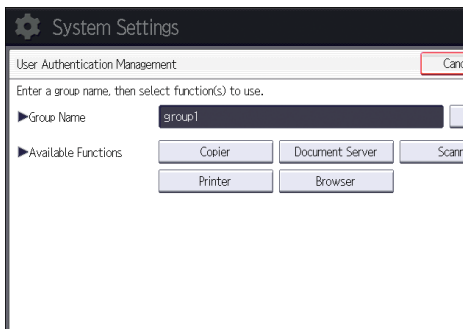 System Settings
User Authentication Management
Enter a group name, then select function(s) to use.
▶Group Name group1
▶Available Functions Copier Document Server
Printer Browser